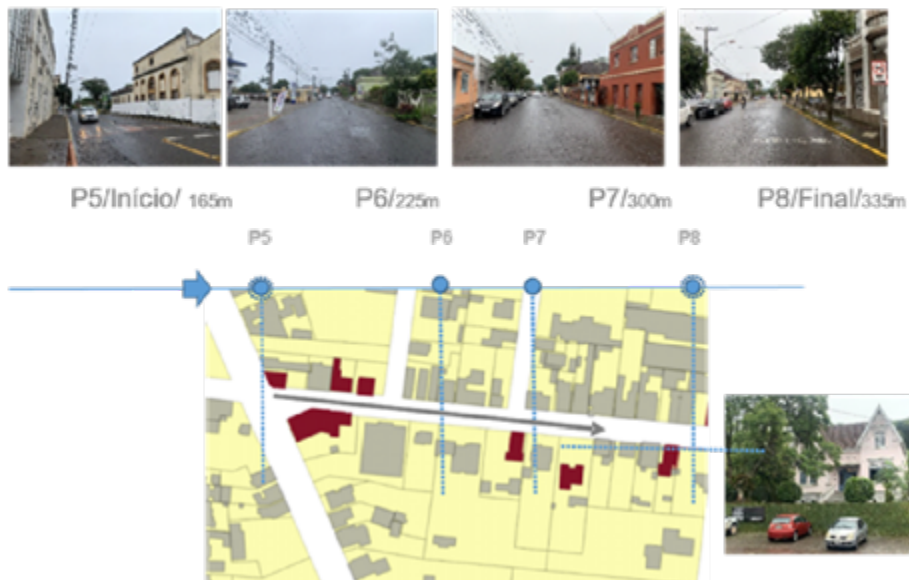 P5/Início/ 165m
P6/225m
P7/300m
P8/Final/335m
P5
P6
P7
P8